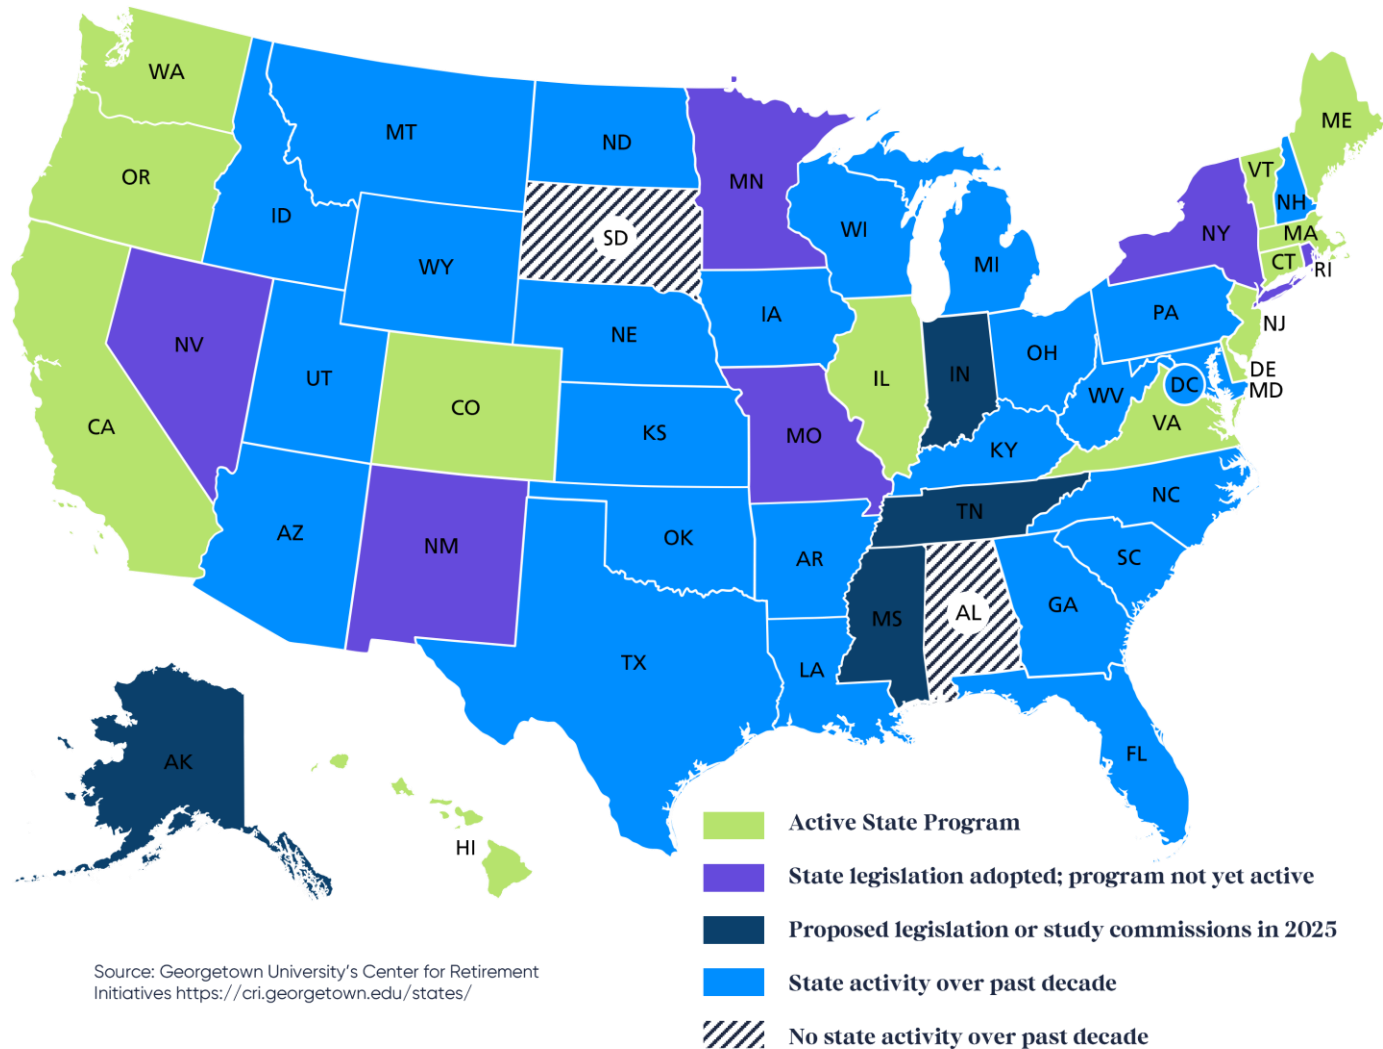 WA
MT
ND
ME
OR
MN
VT
ID
SD
WI
NH
NY
MA
WY
MI
CT
RI
IA
PA
NV
NE
NJ
UT
IL
IN
OH
DE
CO
WV
DC
MD
CA
KS
MO
KY
VA
AZ
NM
OK
AR
TN
NC
SC
MS
AL
GA
TX
LA
FL
AK
HI
Active State Program
State legislation adopted; program not yet active
Proposed legislation or study commissions in 2025
State activity over past decade
No state activity over past decade
Source: Georgetown University's Center for Retirement
Initiatives https://cri.georgetown.edu/states/